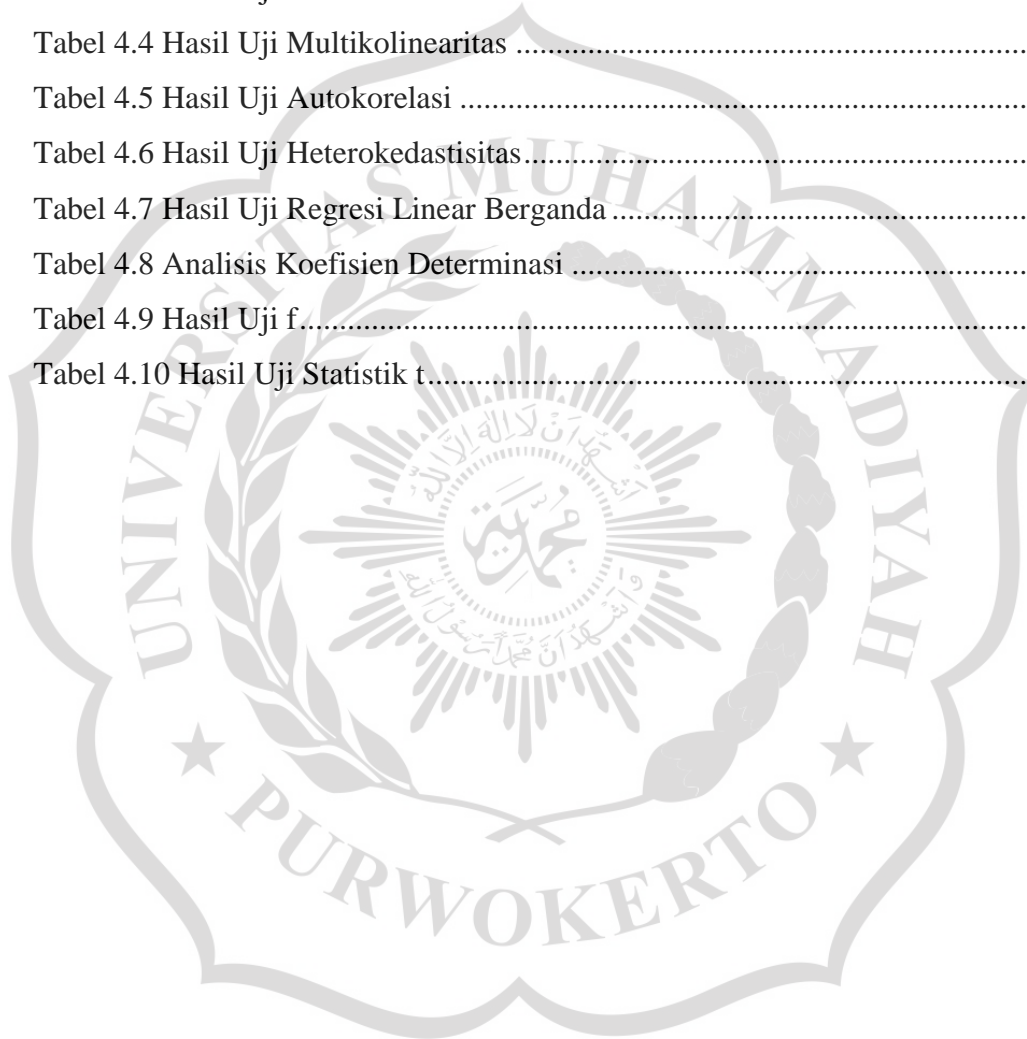 Tabel 4.4 Hasil Uji Multikolinearitas ................................................................................
Tabel 4.5 Hasil Uji Autokorelasi ................................................................................
Tabel 4.6 Hasil Uji Heterokedastisitas ................................................................................
Tabel 4.7 Hasil Uji Regresi Linear Berganda ................................................................................
Tabel 4.8 Analisis Koefisien Determinasi ................................................................................
Tabel 4.9 Hasil Uji f ................................................................................
Tabel 4.10 Hasil Uji Statistik t ................................................................................
UNIVERSITAS MUHAMMADIYAH
PURWOKERTO